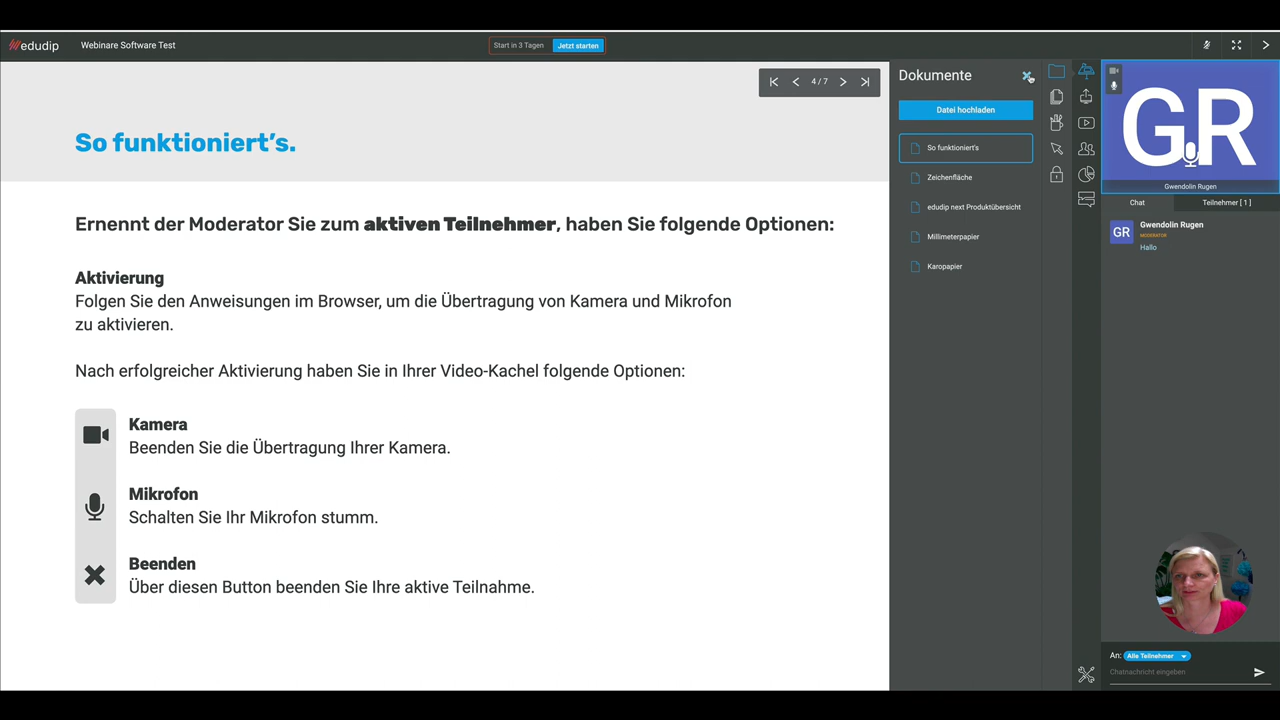 edudip
Webinare Software Test
Start in 3 Tagen
Jetzt starten
4 / 7
So funktioniert's.
Ernennt der Moderator Sie zum aktiven Teilnehmer, haben Sie folgende Optionen:
Aktivierung
Folgen Sie den Anweisungen im Browser, um die Übertragung von Kamera und Mikrofon
zu aktivieren.
Nach erfolgreicher Aktivierung haben Sie in Ihrer Video-Kachel folgende Optionen:
Kamera
Beenden Sie die Übertragung Ihrer Kamera.
Mikrofon
Schalten Sie Ihr Mikrofon stumm.
Beenden
Über diesen Button beenden Sie Ihre aktive Teilnahme.
Dokumente
Datei hochladen
So funktioniert's
Zeichenfläche
edudip next Produktübersicht
Millimeterpapier
Karopapier
GR
Gwendolin Rugen
Chat
Teilnehmer [ 1 ]
GR
Gwendolin Rugen
MODERATOR
Hallo
An: Alle Teilnehmer
Chatnachricht eingeben